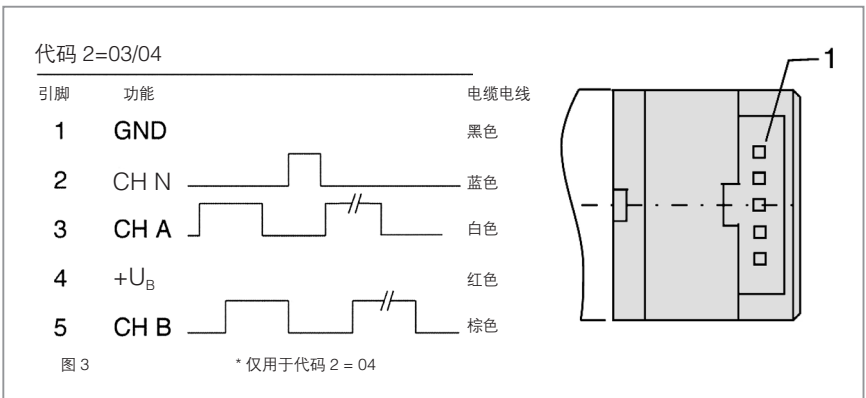 代码 2=03/04
引脚 功能 电缆电线
1 GND 黑色
2 CH N 蓝色
3 CH A 白色
4 +U_B 红色
5 CH B 棕色
图 3 * 仅用于代码 2 = 04
1